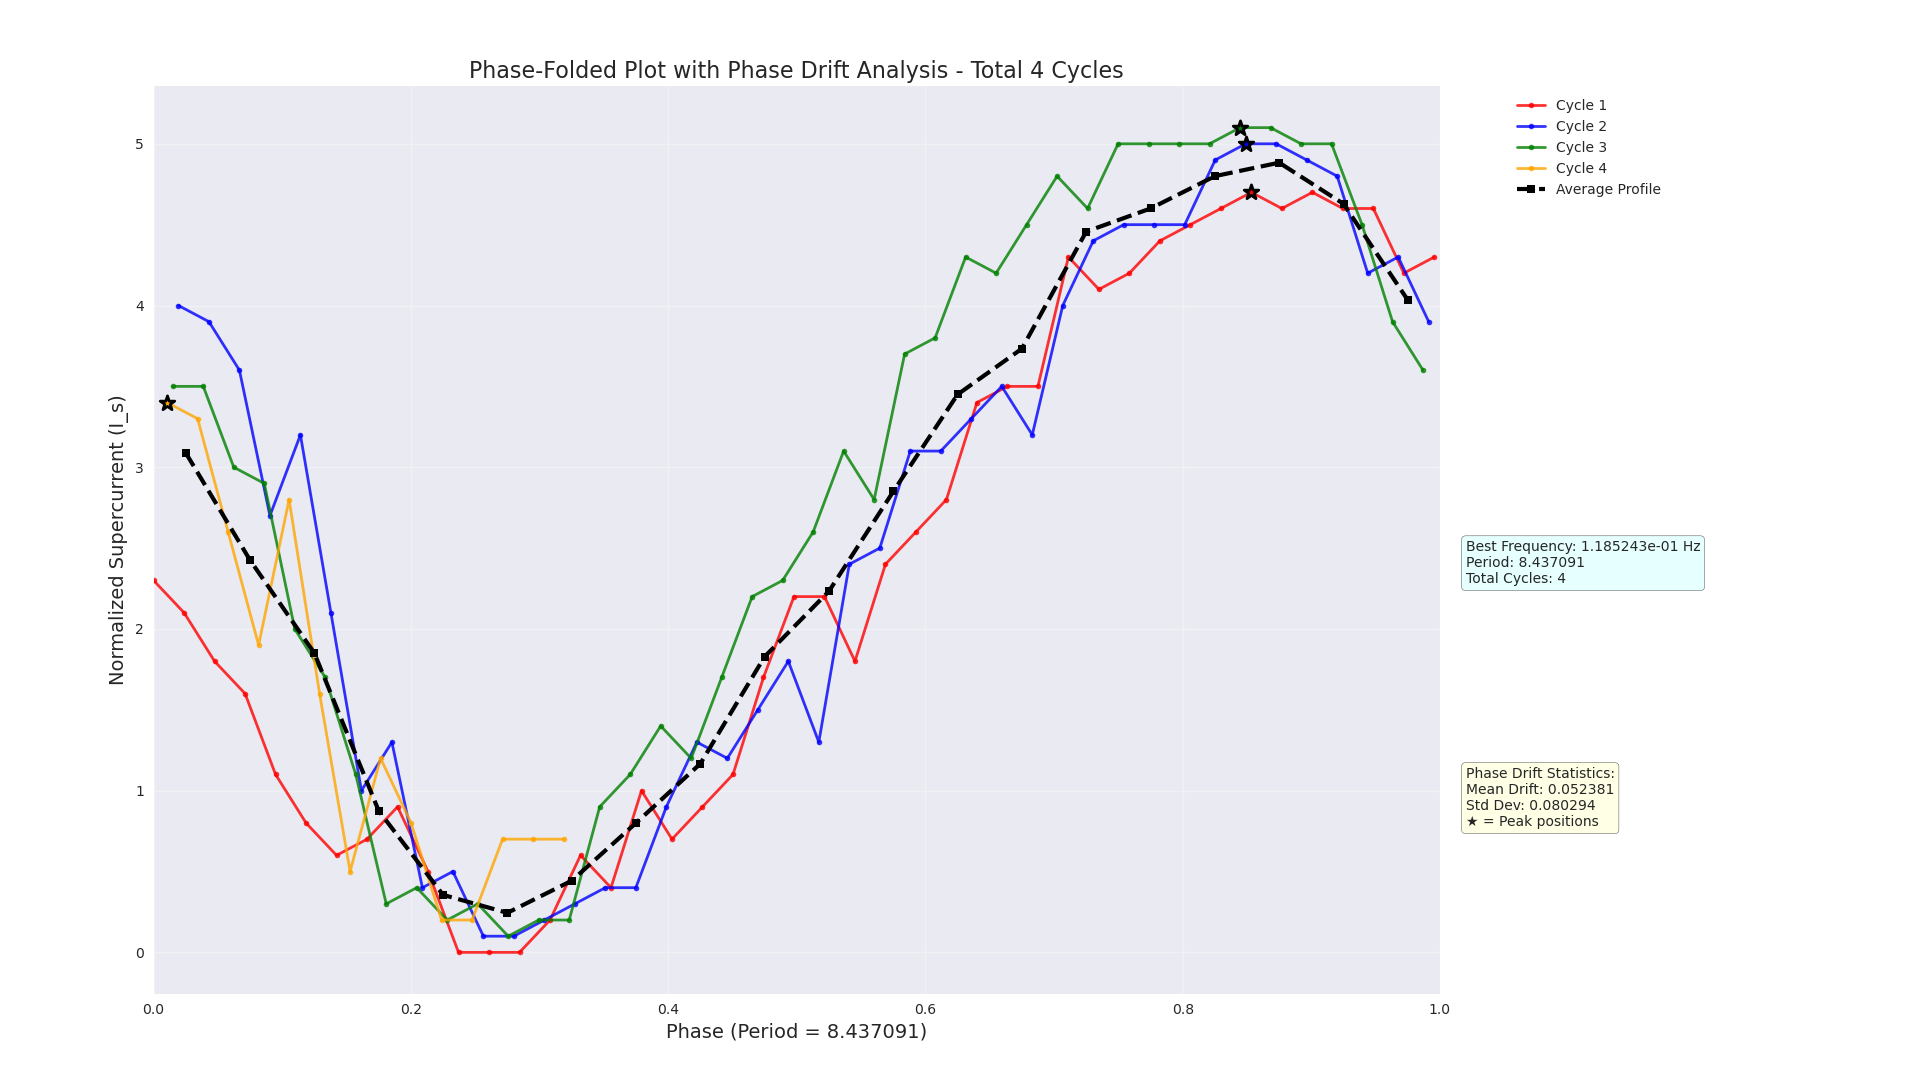 Phase-Folded Plot with Phase Drift Analysis - Total 4 Cycles
Normalized Supercurrent (I_s)
5
4
3
2
1
0
0.0 0.2 0.4 0.6 0.8 1.0
Phase (Period = 8.437091)
Cycle 1
Cycle 2
Cycle 3
Cycle 4
Average Profile
Best Frequency: 1.185243e-01 Hz
Period: 8.437091
Total Cycles: 4
Phase Drift Statistics:
Mean Drift: 0.052381
Std Dev: 0.080294
★ = Peak positions